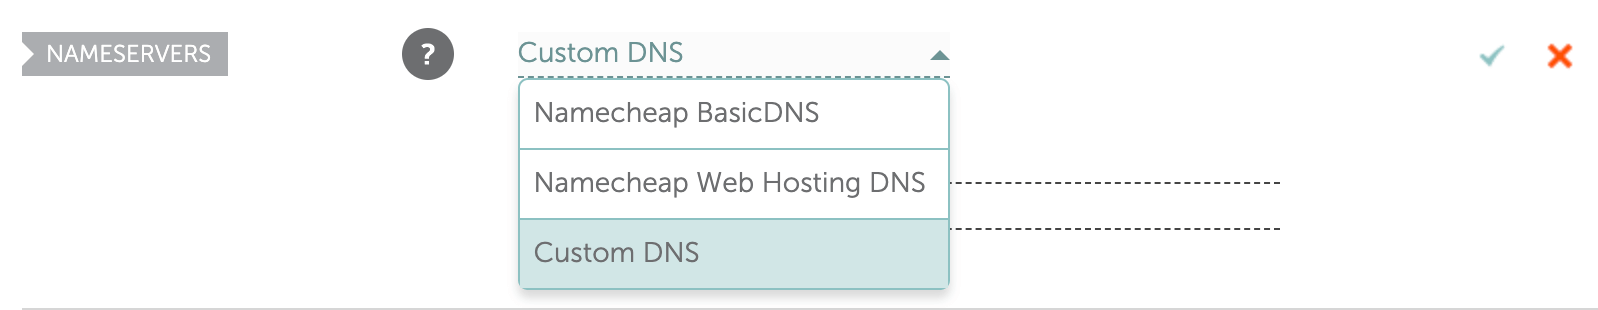 NAMESERVERS
?
Custom DNS
Namecheap BasicDNS
Namecheap Web Hosting DNS
Custom DNS